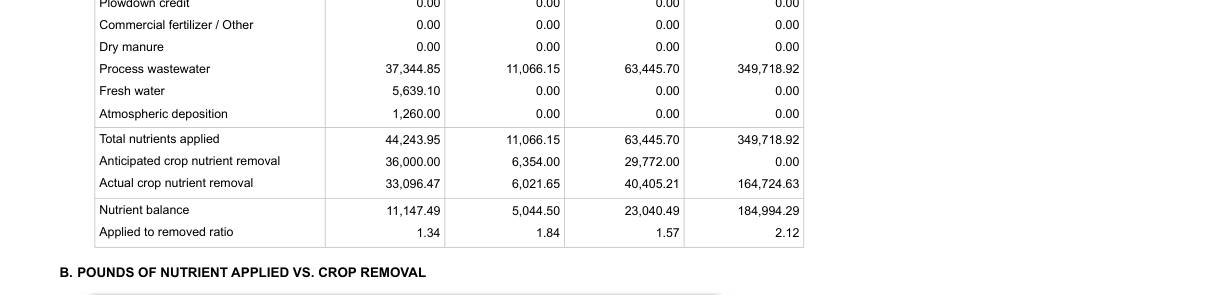 Plowdown credit 0.00 0.00 0.00 0.00
Commercial fertilizer / Other 0.00 0.00 0.00 0.00
Dry manure 0.00 0.00 0.00 0.00
Process wastewater 37,344.85 11,066.15 63,445.70 349,718.92
Fresh water 5,639.10 0.00 0.00 0.00
Atmospheric deposition 1,260.00 0.00 0.00 0.00
Total nutrients applied 44,243.95 11,066.15 63,445.70 349,718.92
Anticipated crop nutrient removal 36,000.00 6,354.00 29,772.00 0.00
Actual crop nutrient removal 33,096.47 6,021.65 40,405.21 164,724.63
Nutrient balance 11,147.49 5,044.50 23,040.49 184,994.29
Applied to removed ratio 1.34 1.84 1.57 2.12
B. POUNDS OF NUTRIENT APPLIED VS. CROP REMOVAL